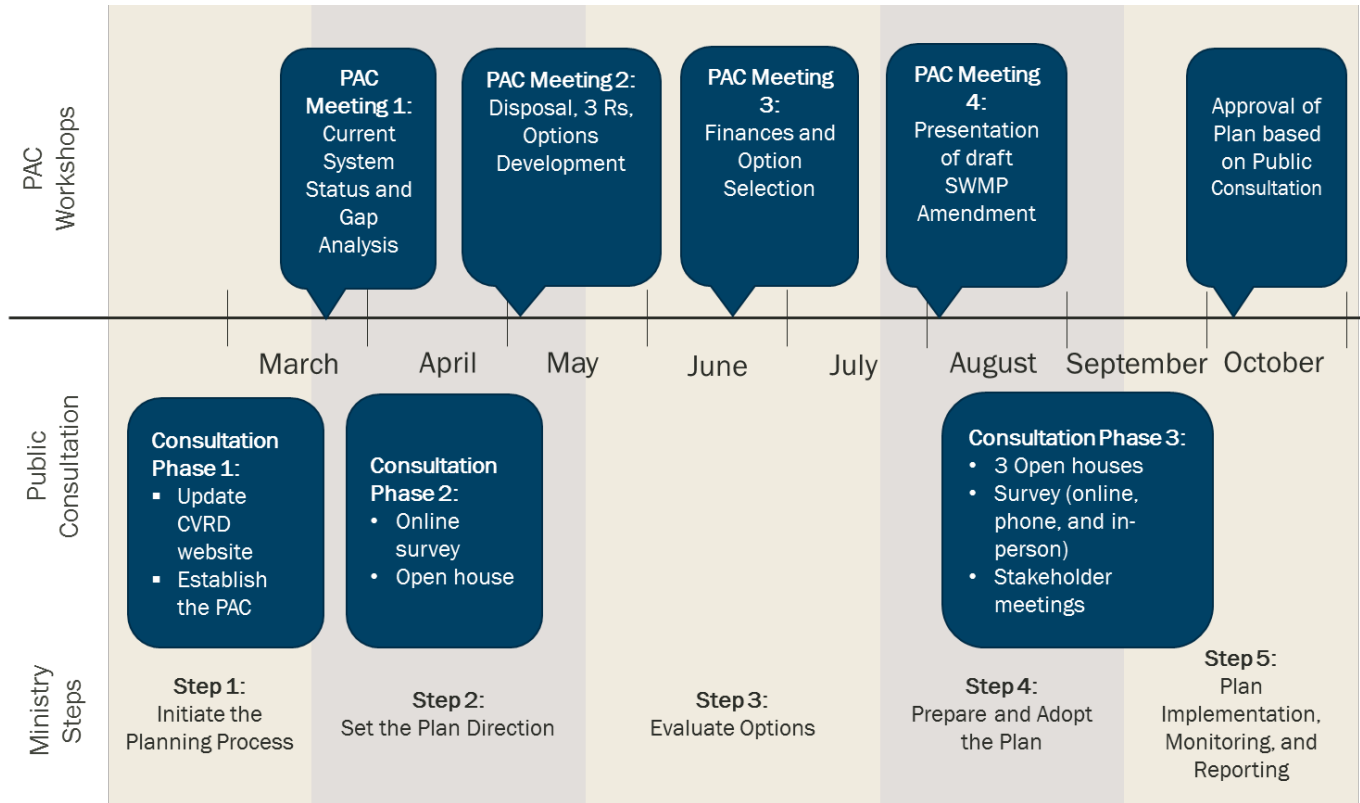 PAC
Workshops
PAC
Meeting 1:
Current
System
Status and
Gap
Analysis
PAC Meeting 2:
Disposal, 3 Rs,
Options
Development
PAC Meeting
3:
Finances and
Option
Selection
PAC Meeting
4:
Presentation
of draft
SWMP
Amendment
Approval of
Plan based
on Public
Consultation
March
April
May
June
July
August
September
October
Public
Consultation
Consultation
Phase 1:
▪ Update
CVRD
website
▪ Establish
the PAC
Consultation
Phase 2:
• Online
survey
• Open house
Consultation Phase 3:
• 3 Open houses
• Survey (online,
phone, and in-
person)
• Stakeholder
meetings
Ministry
Steps
Step 1:
Initiate the
Planning Process
Step 2:
Set the Plan Direction
Step 3:
Evaluate Options
Step 4:
Prepare and Adopt
the Plan
Step 5:
Plan
Implementation,
Monitoring, and
Reporting